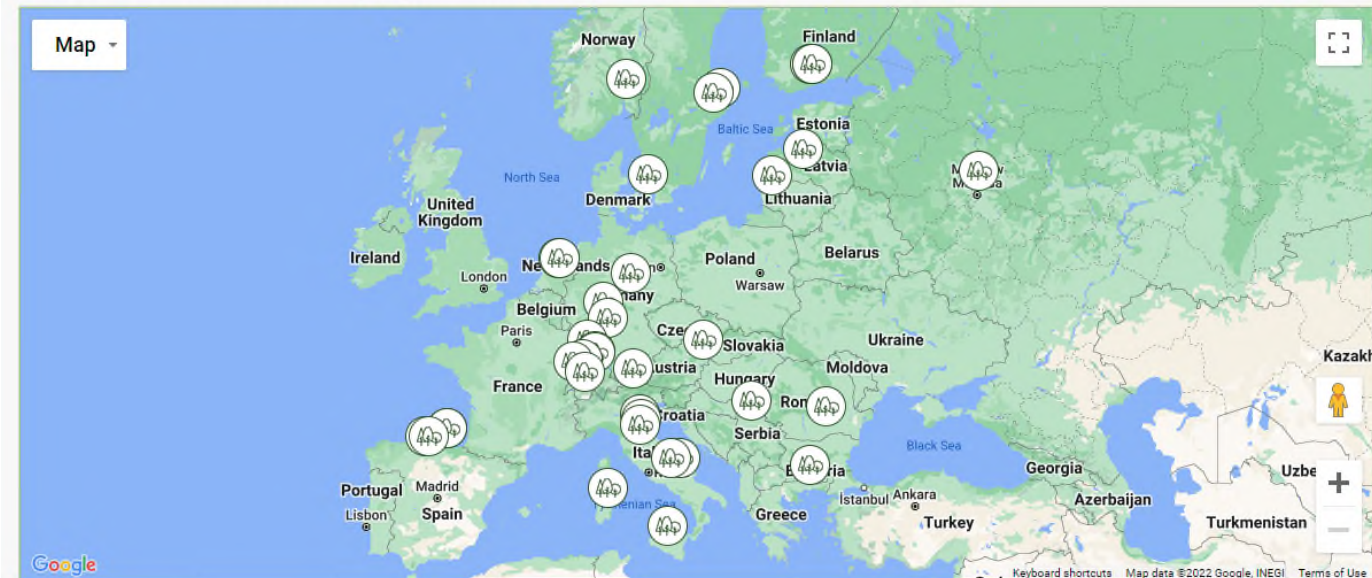 Map
Norway
Finland
Estonia
Baltic Sea
Latvia
North Sea
Denmark
Lithuania
United
Kingdom
Ireland
Poland
Belarus
London
Warsaw
Belgium
Paris
Slovakia
Ukraine
France
Hungary
Moldova
Kazakh
Croatia
Serbia
Black Sea
Georgia
Uzbe
Portugal
Madrid
Lisbon
Spain
İstanbul
Ankara
Azerbaijan
Greece
Turkey
Turkmenistan
Google
Keyboard shortcuts Map data ©2022 Google, INEGI Terms of Use